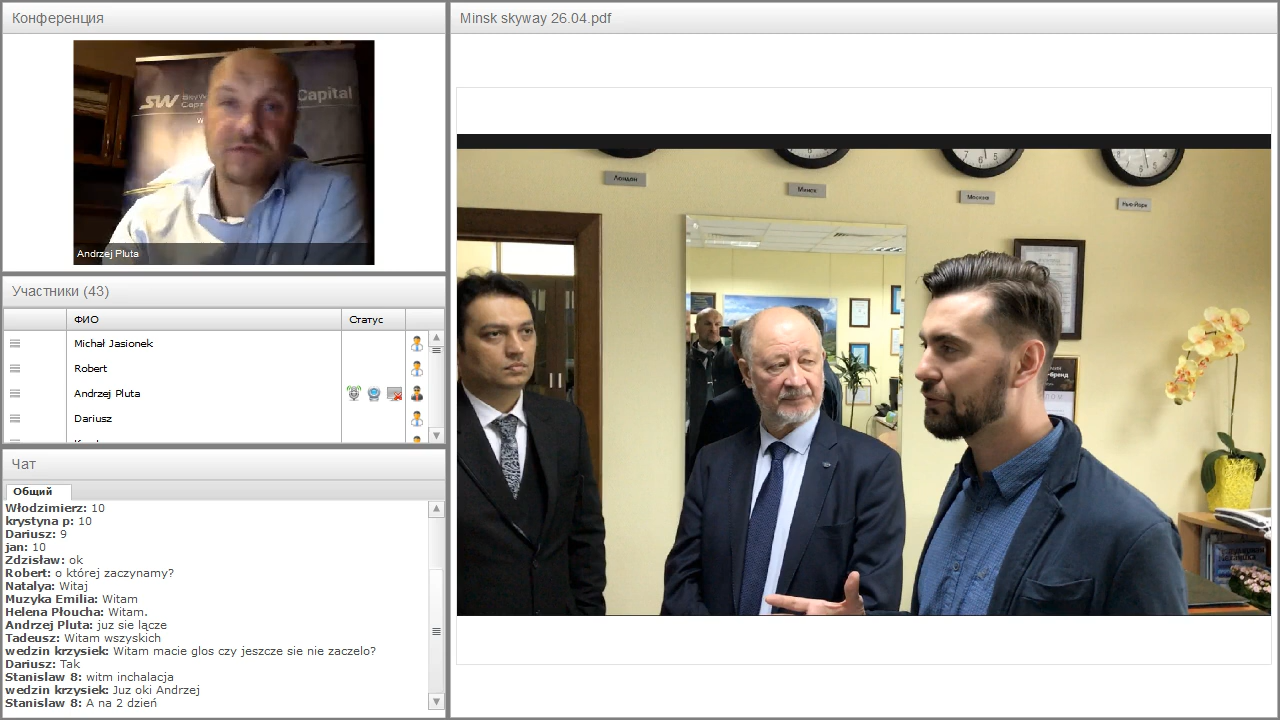 Конференция
SW
Capital
Andrzej Pluta
Участники (43)
ФИО
Статус
Michał Jasionek
Robert
Andrzej Pluta
Dariusz
Чат
Общий
Włodzimierz: 10
krystyna p: 10
Dariusz: 9
jan: 10
Zdzisław: ok
Robert: o której zaczynamy?
Natalya: Witaj
Muzyka Emilia: Witam
Helena Płoucha: Witam.
Andrzej Pluta: juz sie lącze
Tadeusz: Witam wszyskich
wedzin krzysiek: Witam macie glos czy jeszcze sie nie zaczelo?
Dariusz: Tak
Stanislaw 8: witm inchalacja
wedzin krzysiek: Juz oki Andrzej
Stanislaw 8: A na 2 dzień
Minsk skyway 26.04.pdf
Лондон
Минск
Москва
Нью-Йорк